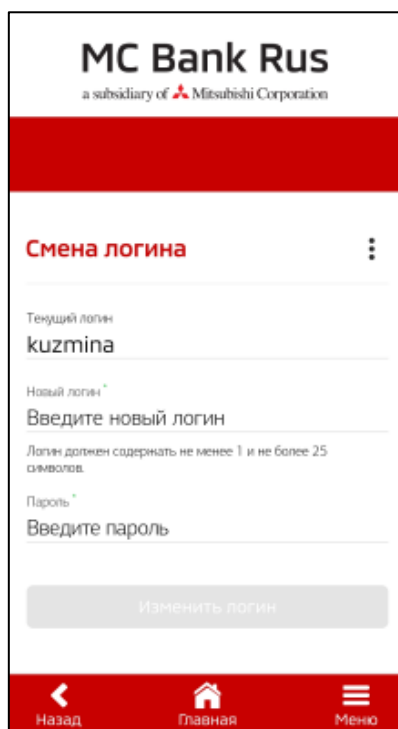 MC Bank Rus
a subsidiary of Mitsubishi Corporation
Смена логина
Текущий логин
kuzmina
Новый логин *
Введите новый логин
Логин должен содержать не менее 1 и не более 25
символов.
Пароль *
Введите пароль
Изменить логин
Назад Главная Меню